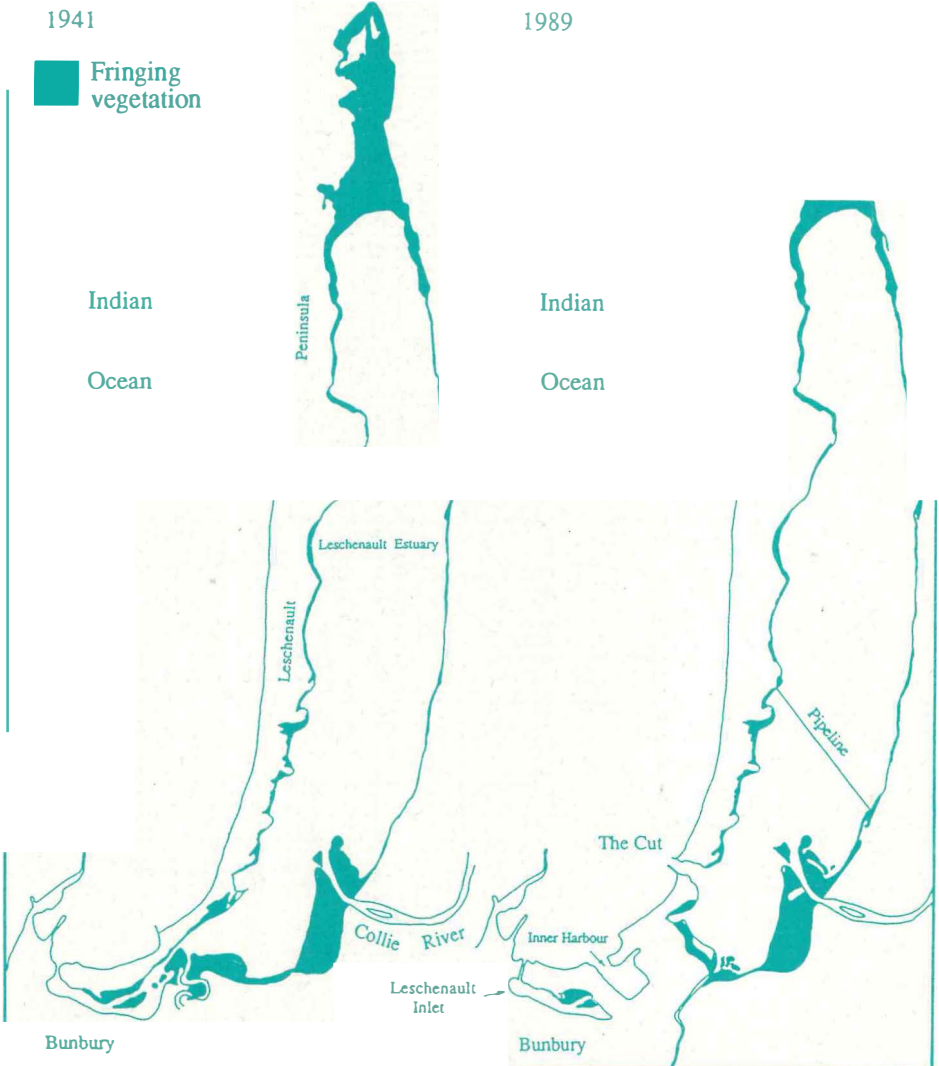 1941
1989
Fringing
vegetation
Indian
Ocean
Peninsula
Indian
Ocean
Leschenault Estuary
Leschenault
Pipeline
The Cut
Collie River
Inner Harbour
Leschenault
Inlet
Bunbury
Bunbury